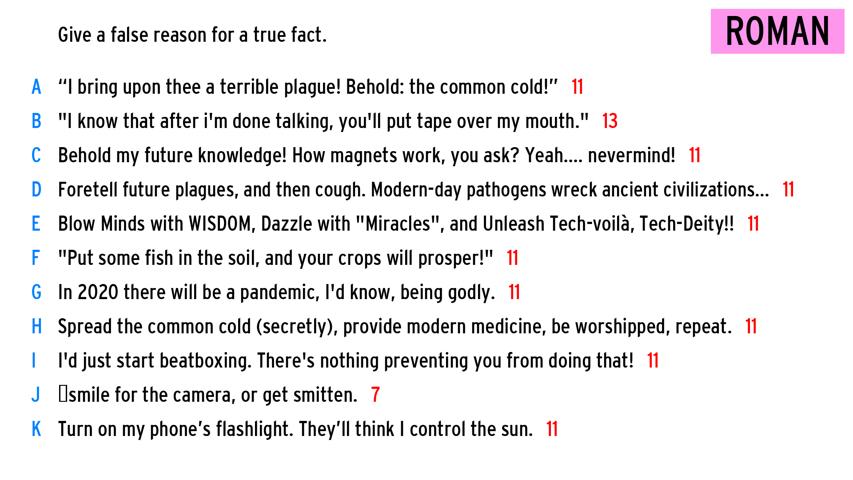 Give a false reason for a true fact.
ROMAN
A “I bring upon thee a terrible plague! Behold: the common cold!” 11
B "I know that after i'm done talking, you'll put tape over my mouth." 13
C Behold my future knowledge! How magnets work, you ask? Yeah.... nevermind! 11
D Foretell future plagues, and then cough. Modern-day pathogens wreck ancient civilizations... 11
E Blow Minds with WISDOM, Dazzle with "Miracles", and Unleash Tech-voilà, Tech-Deity!! 11
F "Put some fish in the soil, and your crops will prosper!" 11
G In 2020 there will be a pandemic, I'd know, being godly. 11
H Spread the common cold (secretly), provide modern medicine, be worshipped, repeat. 11
I I'd just start beatboxing. There's nothing preventing you from doing that! 11
J ▯smile for the camera, or get smitten. 7
K Turn on my phone’s flashlight. They’ll think I control the sun. 11